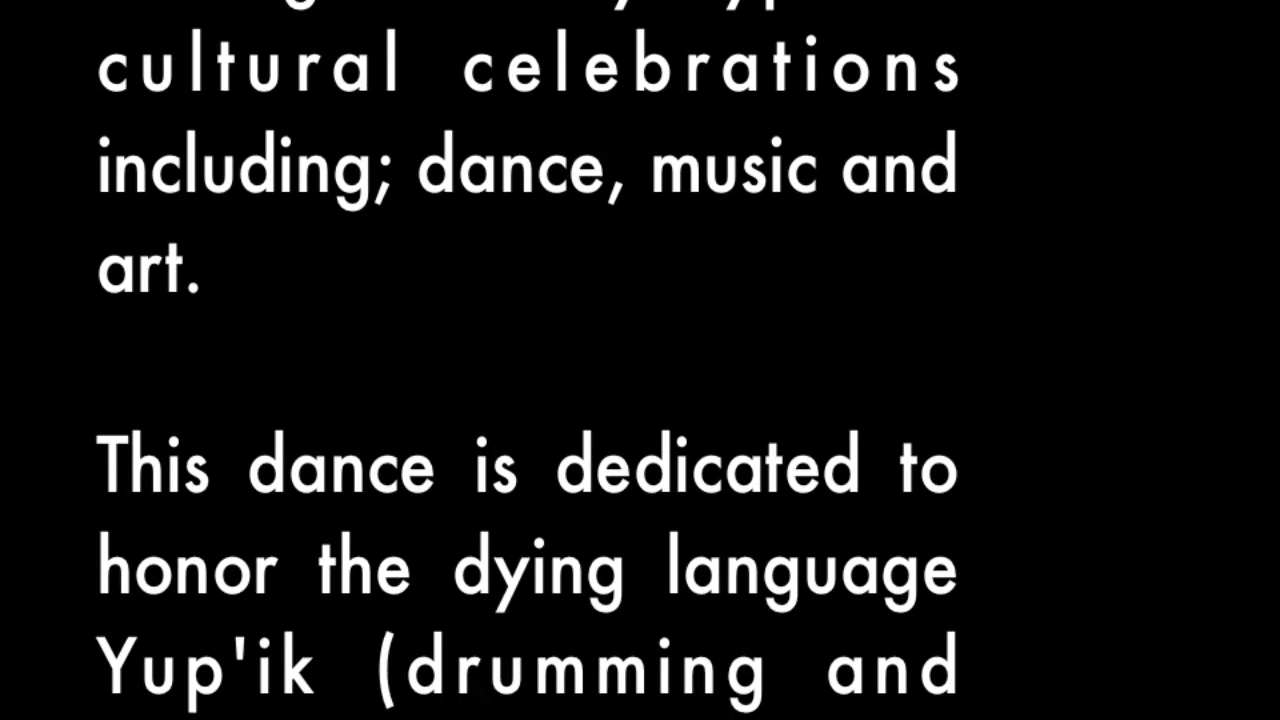 cultural celebrations
including; dance, music and
art.
This dance is dedicated to
honor the dying language
Yup'ik (drumming and